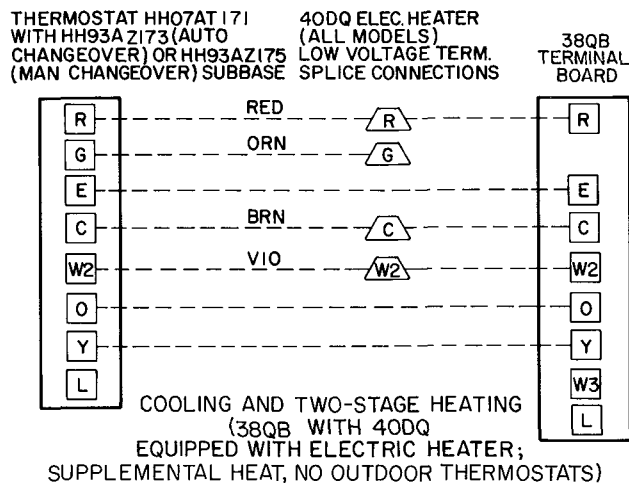 THERMOSTAT HH07AT171
WITH HH93AZ173(AUTO
CHANGEOVER) OR HH93AZ175
(MAN CHANGEOVER) SUBBASE
40DQ ELEC. HEATER
(ALL MODELS)
LOW VOLTAGE TERM.
SPLICE CONNECTIONS
38QB
TERMINAL
BOARD
R RED R R
G ORN G
E E
C BRN C C
W2 VIO W2 W2
O O
Y Y
L W3
L
COOLING AND TWO-STAGE HEATING
(38QB WITH 40DQ
EQUIPPED WITH ELECTRIC HEATER;
SUPPLEMENTAL HEAT, NO OUTDOOR THERMOSTATS)